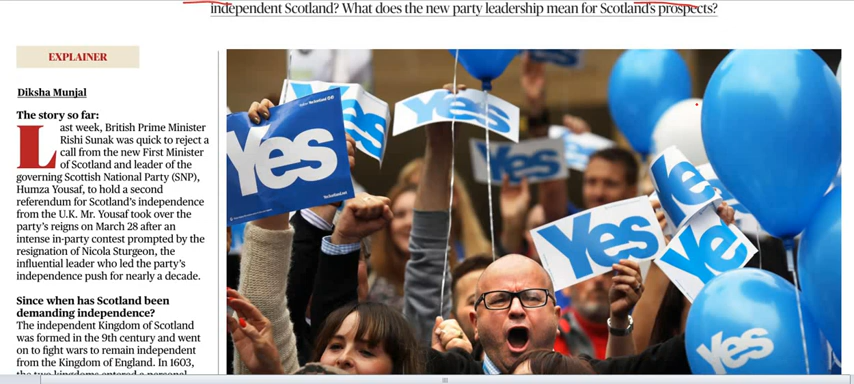 independent Scotland? What does the new party leadership mean for Scotland's prospects?
EXPLAINER
Diksha Munjal
The story so far:
Last week, British Prime Minister
Rishi Sunak was quick to reject a
call from the new First Minister
of Scotland and leader of the
governing Scottish National Party (SNP),
Humza Yousaf, to hold a second
referendum for Scotland's independence
from the U.K. Mr. Yousaf took over the
party's reigns on March 28 after an
intense in-party contest prompted by the
resignation of Nicola Sturgeon, the
influential leader who led the party's
independence push for nearly a decade.
Since when has Scotland been
demanding independence?
The independent Kingdom of Scotland
was formed in the 9th century and went
on to fight wars to remain independent
from the Kingdom of England. In 1603,
the two kingdoms entered a personal
Yes
Yes
Yes
Yes
Yes
Yes
Yes
Yes